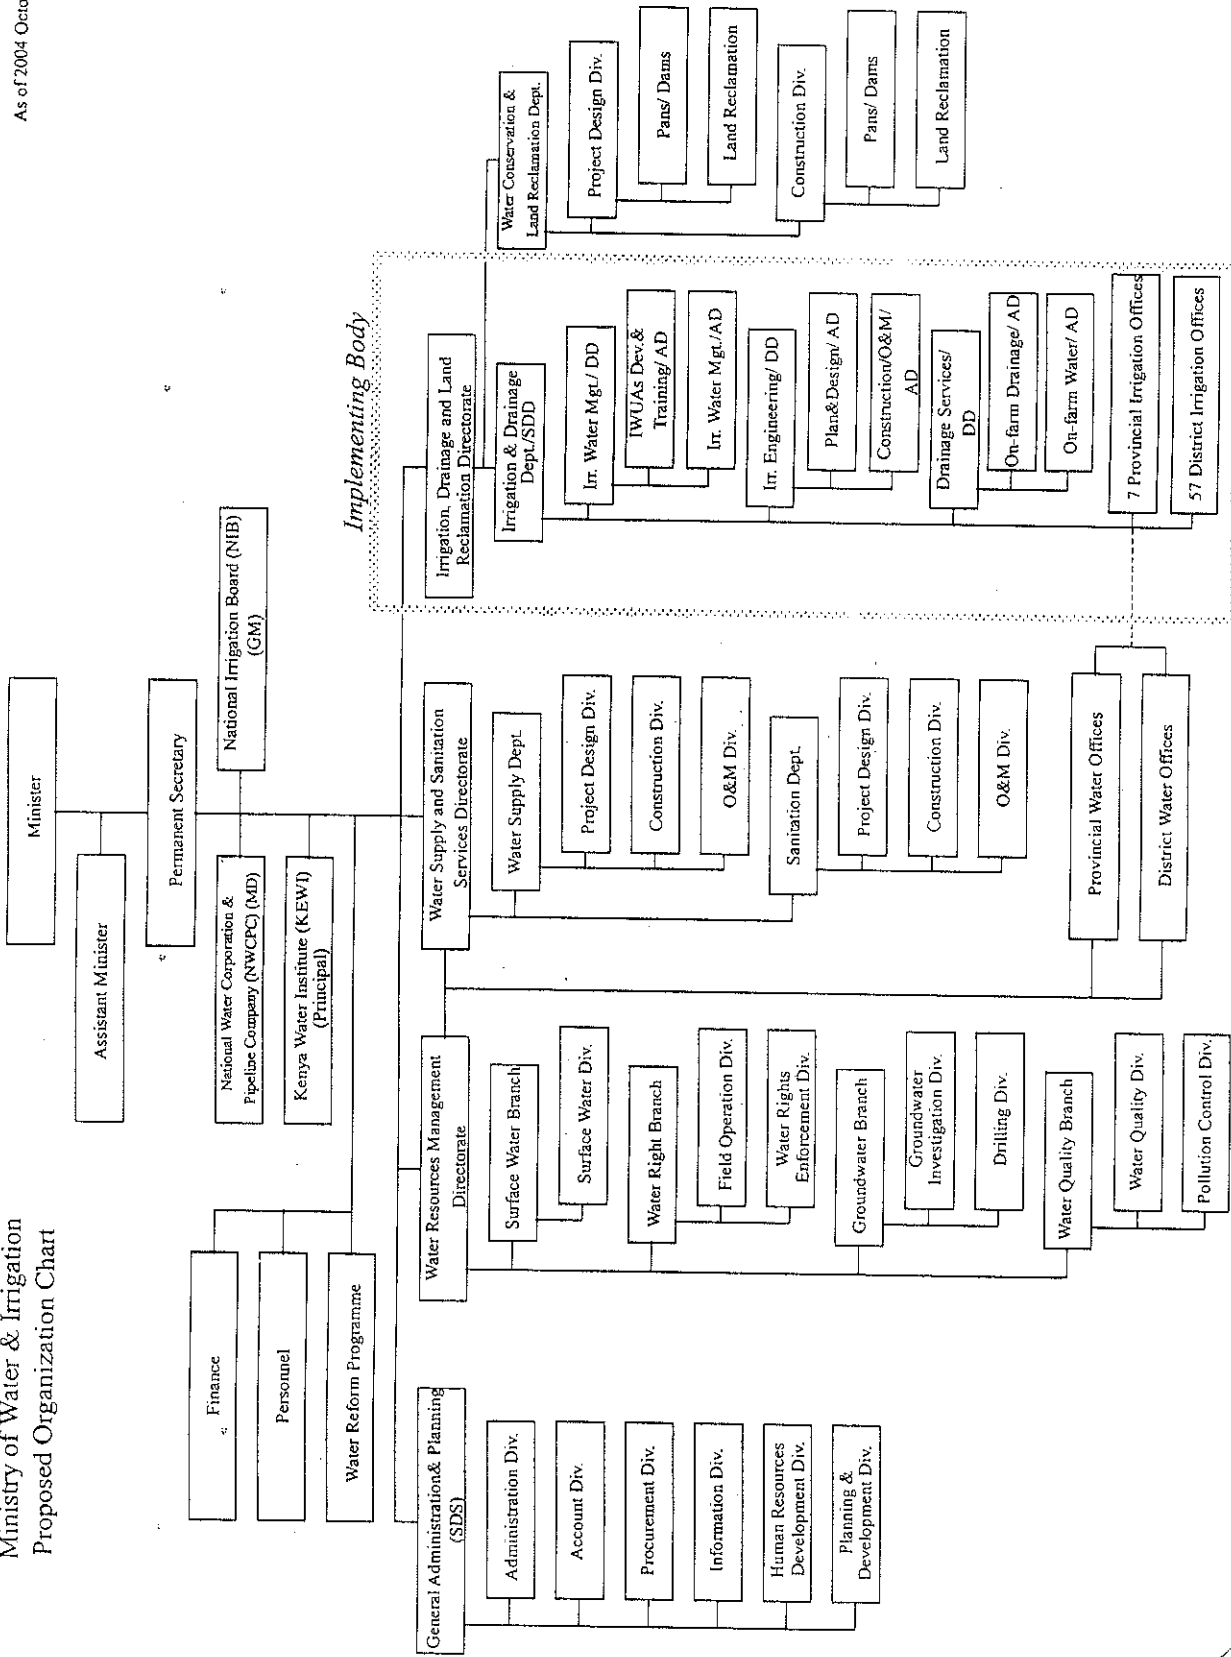 Ministry of Water & Irrigation
Proposed Organization Chart
As of 2004
Minister
Assistant Minister
Permanent Secretary
National Water Corporation &
Pipeline Company (NWCPC) (MD)
National Irrigation Board (NIB)
(GM)
Kenya Water Institute (KEWI)
(Principal)
Finance
Personnel
Water Reform Programme
Implementing Body
General Administration& Planning
(SDS)
Administration Div.
Account Div.
Procurement Div.
Information Div.
Human Resources
Development Div.
Planning &
Development Div.
Water Resources Management
Directorate
Surface Water Branch
Surface Water Div.
Water Right Branch
Field Operation Div.
Water Rights
Enforcement Div.
Groundwater Branch
Groundwater
Investigation Div.
Drilling Div.
Water Quality Branch
Water Quality Div.
Pollution Control Div.
Water Supply and Sanitation
Services Directorate
Water Supply Dept.
Project Design Div.
Construction Div.
O&M Div.
Sanitation Dept.
Project Design Div.
Construction Div.
O&M Div.
Provincial Water Offices
District Water Offices
Irrigation, Drainage and Land
Reclamation Directorate
Irrigation & Drainage
Dept./SDD
Irr. Water Mgt./ DD
IWUAs Dev.&
Training/ AD
Irr. Water Mgt./AD
Irr. Engineering/ DD
Plan&Design/ AD
Construction/O&M/
AD
Drainage Services/
DD
On-farm Drainage/ AD
On-farm Water/ AD
7 Provincial Irrigation Offices
57 District Irrigation Offices
Water Conservation &
Land Reclamation Dept.
Project Design Div.
Pans/ Dams
Land Reclamation
Construction Div.
Pans/ Dams
Land Reclamation